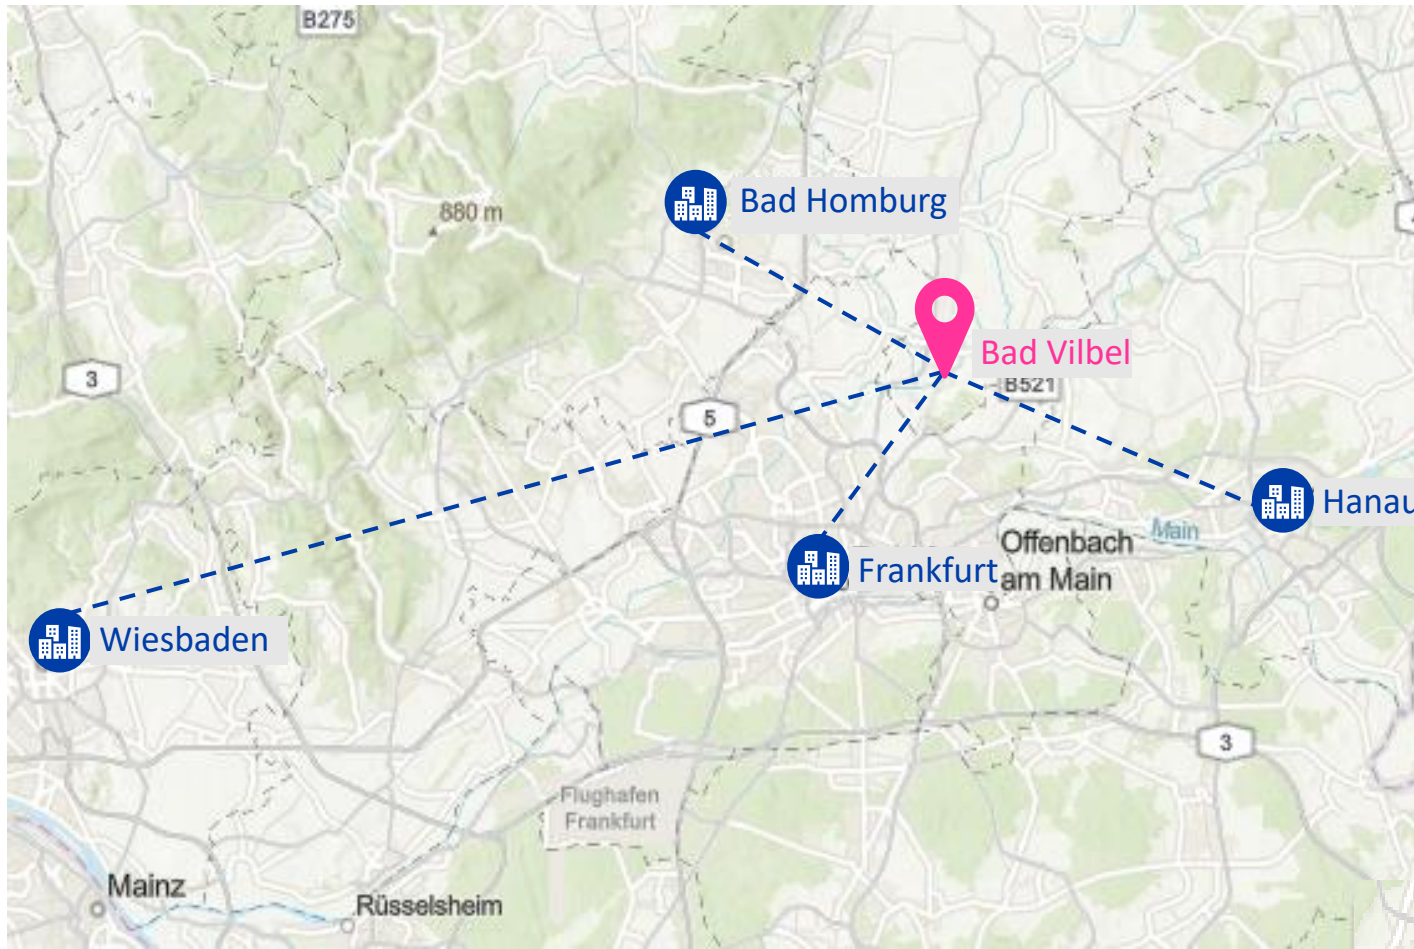 B275
Bad Homburg
880 m
Bad Vilbel
B521
3
5
Hanau
Offenbach
am Main
Main
Frankfurt
Wiesbaden
3
Flughafen
Frankfurt
Mainz
Rüsselsheim